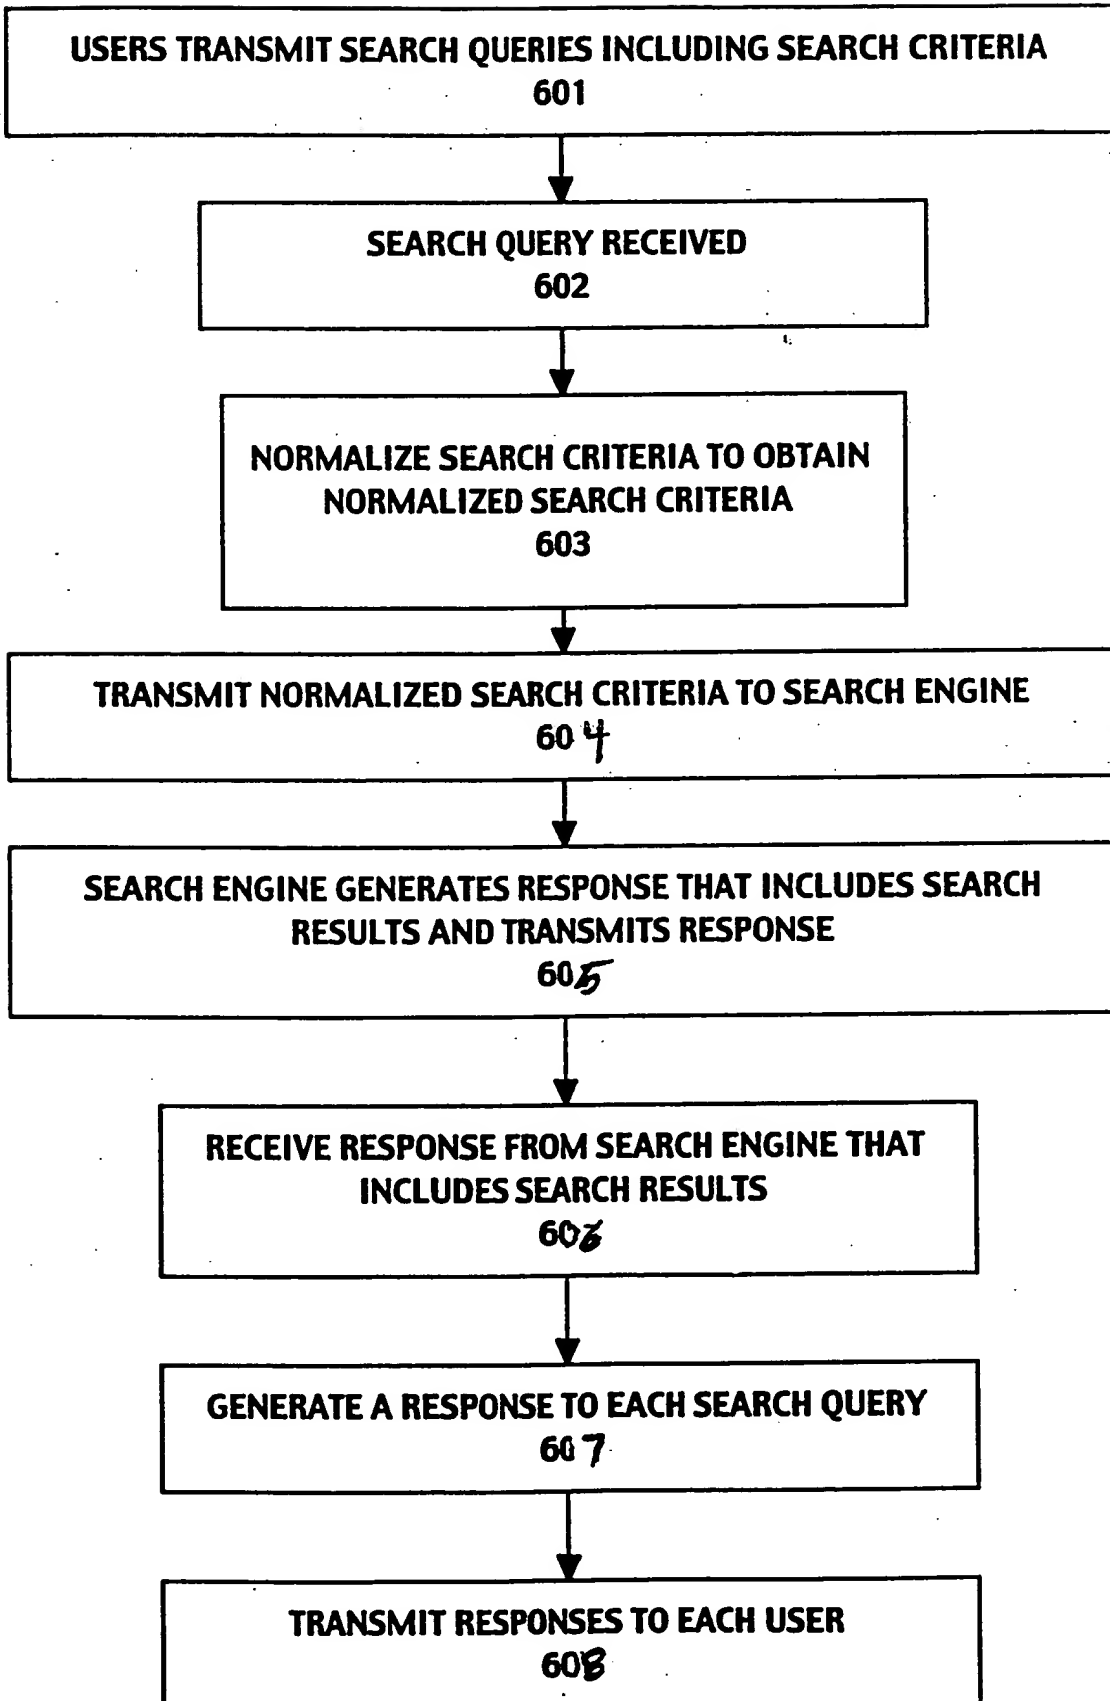 USERS TRANSMIT SEARCH QUERIES INCLUDING SEARCH CRITERIA
601
SEARCH QUERY RECEIVED
602
NORMALIZE SEARCH CRITERIA TO OBTAIN
NORMALIZED SEARCH CRITERIA
603
TRANSMIT NORMALIZED SEARCH CRITERIA TO SEARCH ENGINE
604
SEARCH ENGINE GENERATES RESPONSE THAT INCLUDES SEARCH
RESULTS AND TRANSMITS RESPONSE
605
RECEIVE RESPONSE FROM SEARCH ENGINE THAT
INCLUDES SEARCH RESULTS
606
GENERATE A RESPONSE TO EACH SEARCH QUERY
607
TRANSMIT RESPONSES TO EACH USER
608